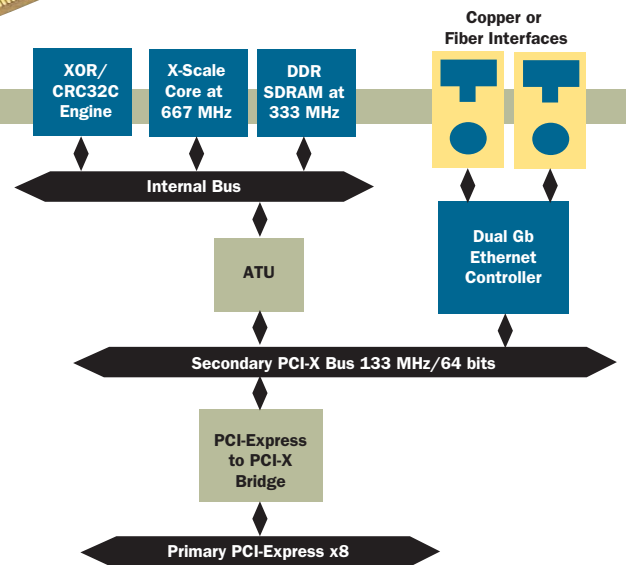 Copper or
Fiber Interfaces
XOR/
CRC32C
Engine
X-Scale
Core at
667 MHz
DDR
SDRAM at
333 MHz
Internal Bus
Dual Gb
Ethernet
Controller
ATU
Secondary PCI-X Bus 133 MHz/64 bits
PCI-Express
to PCI-X
Bridge
Primary PCI-Express x8